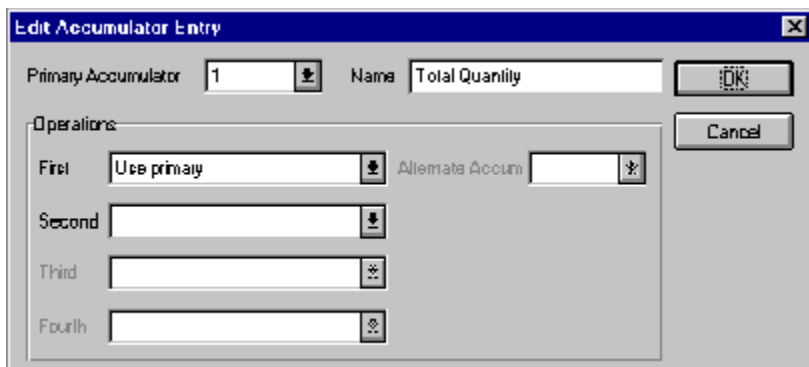 Edit Accumulator Entry
Primary Accumulator 1 Name Total Quantity OK
Operations Cancel
First Use primary Alternate Accum
Second
Third
Fourth